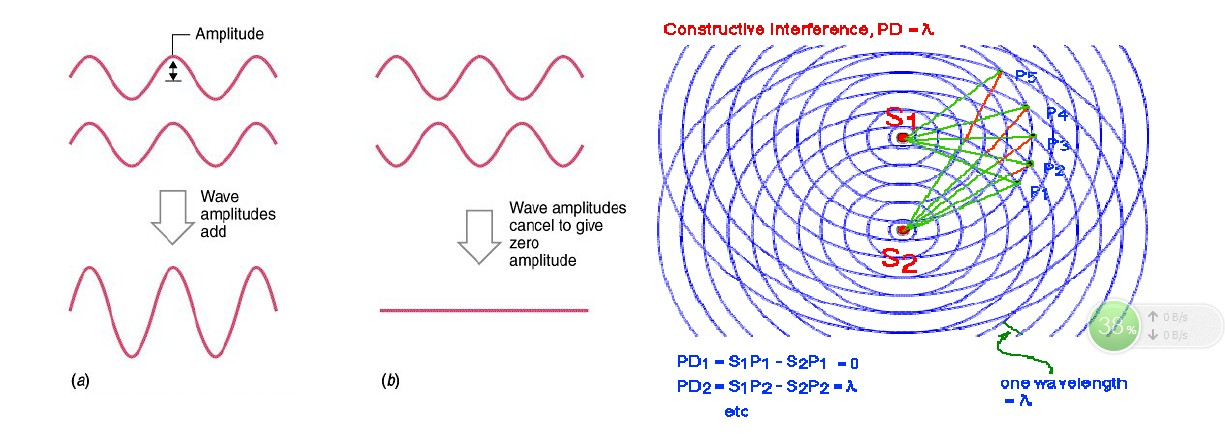 Amplitude
Wave
amplitudes
add
(a)
Wave amplitudes
cancel to give
zero
amplitude
(b)
Constructive Interference, PD = λ
S1
S2
P5
P4
P3
P2
P1
38%
0 B/s
0 B/s
PD1 = S1P1 - S2P1 = 0
PD2 = S1P2 - S2P2 = λ
etc
one wavelength
= λ